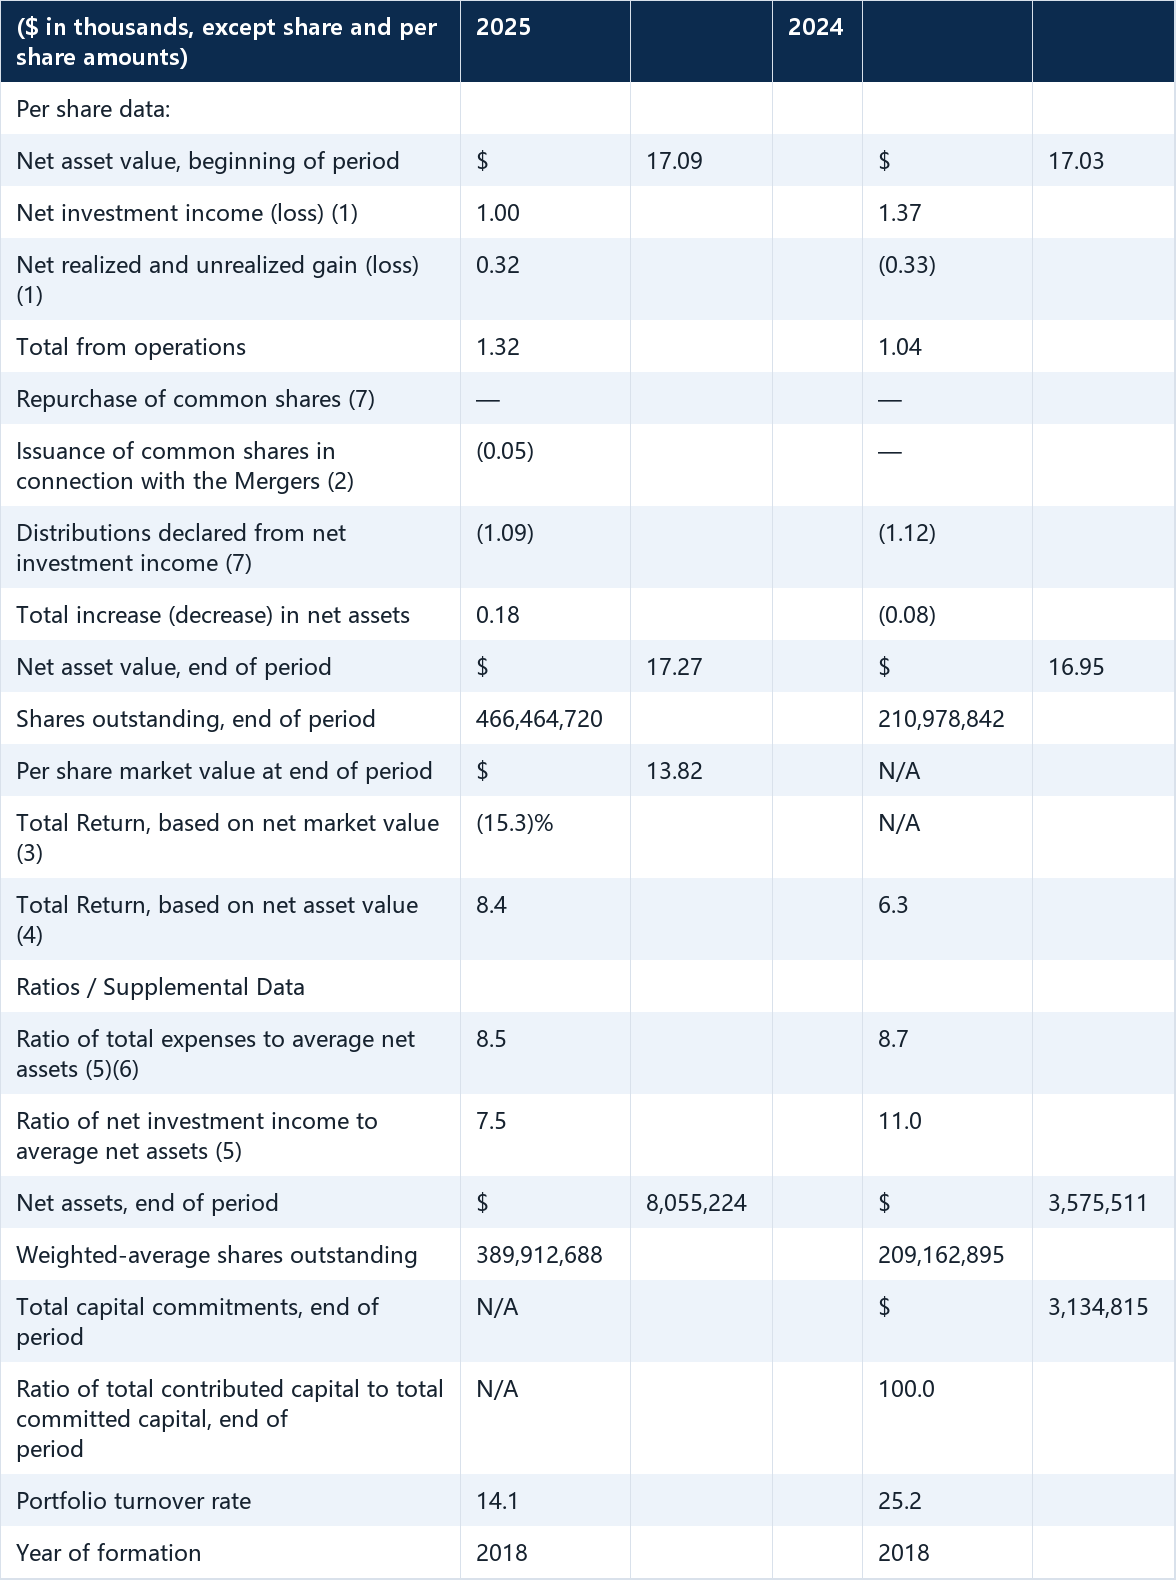 ($ in thousands, except share and per 2025 2024
share amounts)
Per share data:
Net asset value, beginning of period $ 17.09 $ 17.03
Net investment income (loss) (1) 1.00 1.37
Net realized and unrealized gain (loss) 0.32 (0.33)
(1)
Total from operations 1.32 1.04
Repurchase of common shares (7) — —
Issuance of common shares in (0.05) —
connection with the Mergers (2)
Distributions declared from net (1.09) (1.12)
investment income (7)
Total increase (decrease) in net assets 0.18 (0.08)
Net asset value, end of period $ 17.27 $ 16.95
Shares outstanding, end of period 466,464,720 210,978,842
Per share market value at end of period $ 13.82 N/A
Total Return, based on net market value (15.3)% N/A
(3)
Total Return, based on net asset value 8.4 6.3
(4)
Ratios / Supplemental Data
Ratio of total expenses to average net 8.5 8.7
assets (5)(6)
Ratio of net investment income to 7.5 11.0
average net assets (5)
Net assets, end of period $ 8,055,224 $ 3,575,511
Weighted-average shares outstanding 389,912,688 209,162,895
Total capital commitments, end of N/A $ 3,134,815
period
Ratio of total contributed capital to total N/A 100.0
committed capital, end of
period
Portfolio turnover rate 14.1 25.2
Year of formation 2018 2018